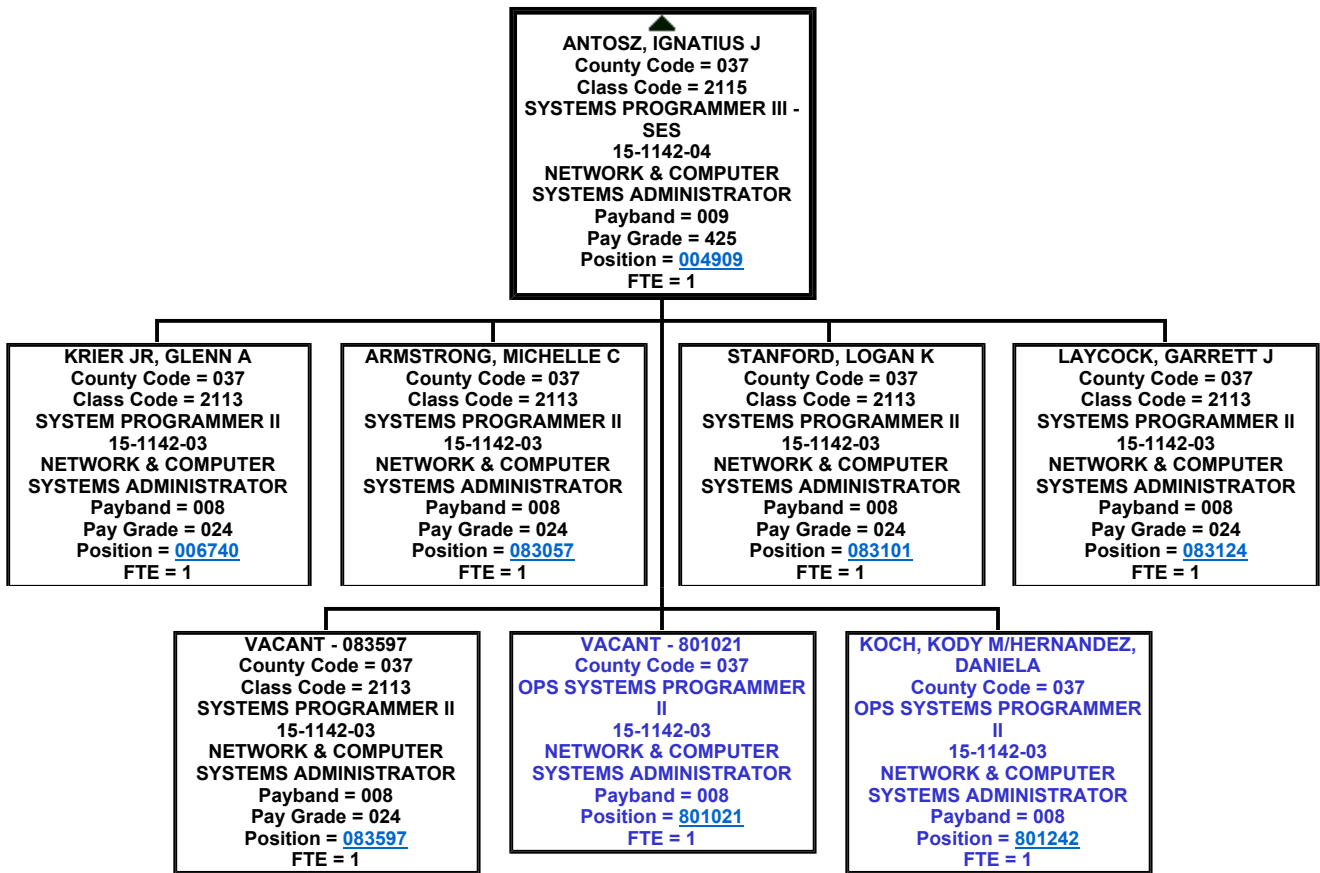 ANTOSZ, IGNATIUS J
County Code = 037
Class Code = 2115
SYSTEMS PROGRAMMER III -
SES
15-1142-04
NETWORK & COMPUTER
SYSTEMS ADMINISTRATOR
Payband = 009
Pay Grade = 425
Position = 004909
FTE = 1
KRIER JR, GLENN A
County Code = 037
Class Code = 2113
SYSTEM PROGRAMMER II
15-1142-03
NETWORK & COMPUTER
SYSTEMS ADMINISTRATOR
Payband = 008
Pay Grade = 024
Position = 006740
FTE = 1
ARMSTRONG, MICHELLE C
County Code = 037
Class Code = 2113
SYSTEMS PROGRAMMER II
15-1142-03
NETWORK & COMPUTER
SYSTEMS ADMINISTRATOR
Payband = 008
Pay Grade = 024
Position = 083057
FTE = 1
STANFORD, LOGAN K
County Code = 037
Class Code = 2113
SYSTEMS PROGRAMMER II
15-1142-03
NETWORK & COMPUTER
SYSTEMS ADMINISTRATOR
Payband = 008
Pay Grade = 024
Position = 083101
FTE = 1
LAYCOCK, GARRETT J
County Code = 037
Class Code = 2113
SYSTEMS PROGRAMMER II
15-1142-03
NETWORK & COMPUTER
SYSTEMS ADMINISTRATOR
Payband = 008
Pay Grade = 024
Position = 083124
FTE = 1
VACANT - 083597
County Code = 037
Class Code = 2113
SYSTEMS PROGRAMMER II
15-1142-03
NETWORK & COMPUTER
SYSTEMS ADMINISTRATOR
Payband = 008
Pay Grade = 024
Position = 083597
FTE = 1
VACANT - 801021
County Code = 037
OPS SYSTEMS PROGRAMMER
II
15-1142-03
NETWORK & COMPUTER
SYSTEMS ADMINISTRATOR
Payband = 008
Position = 801021
FTE = 1
KOCH, KODY M/HERNANDEZ,
DANIELA
County Code = 037
OPS SYSTEMS PROGRAMMER
II
15-1142-03
NETWORK & COMPUTER
SYSTEMS ADMINISTRATOR
Payband = 008
Position = 801242
FTE = 1